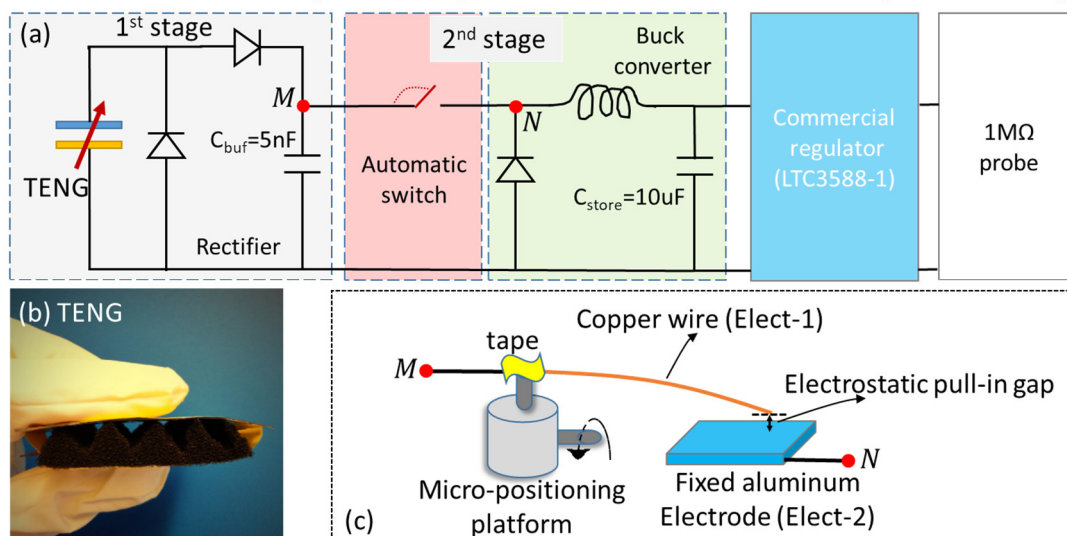 (a)
1st stage
2nd stage
Buck
converter
M
N
Cbuf=5nF
TENG
Automatic
switch
Cstore=10uF
Commercial
regulator
(LTC3588-1)
1MΩ
probe
Rectifier
(b) TENG
(c)
Copper wire (Elect-1)
tape
M
Electrostatic pull-in gap
N
Micro-positioning
platform
Fixed aluminum
Electrode (Elect-2)